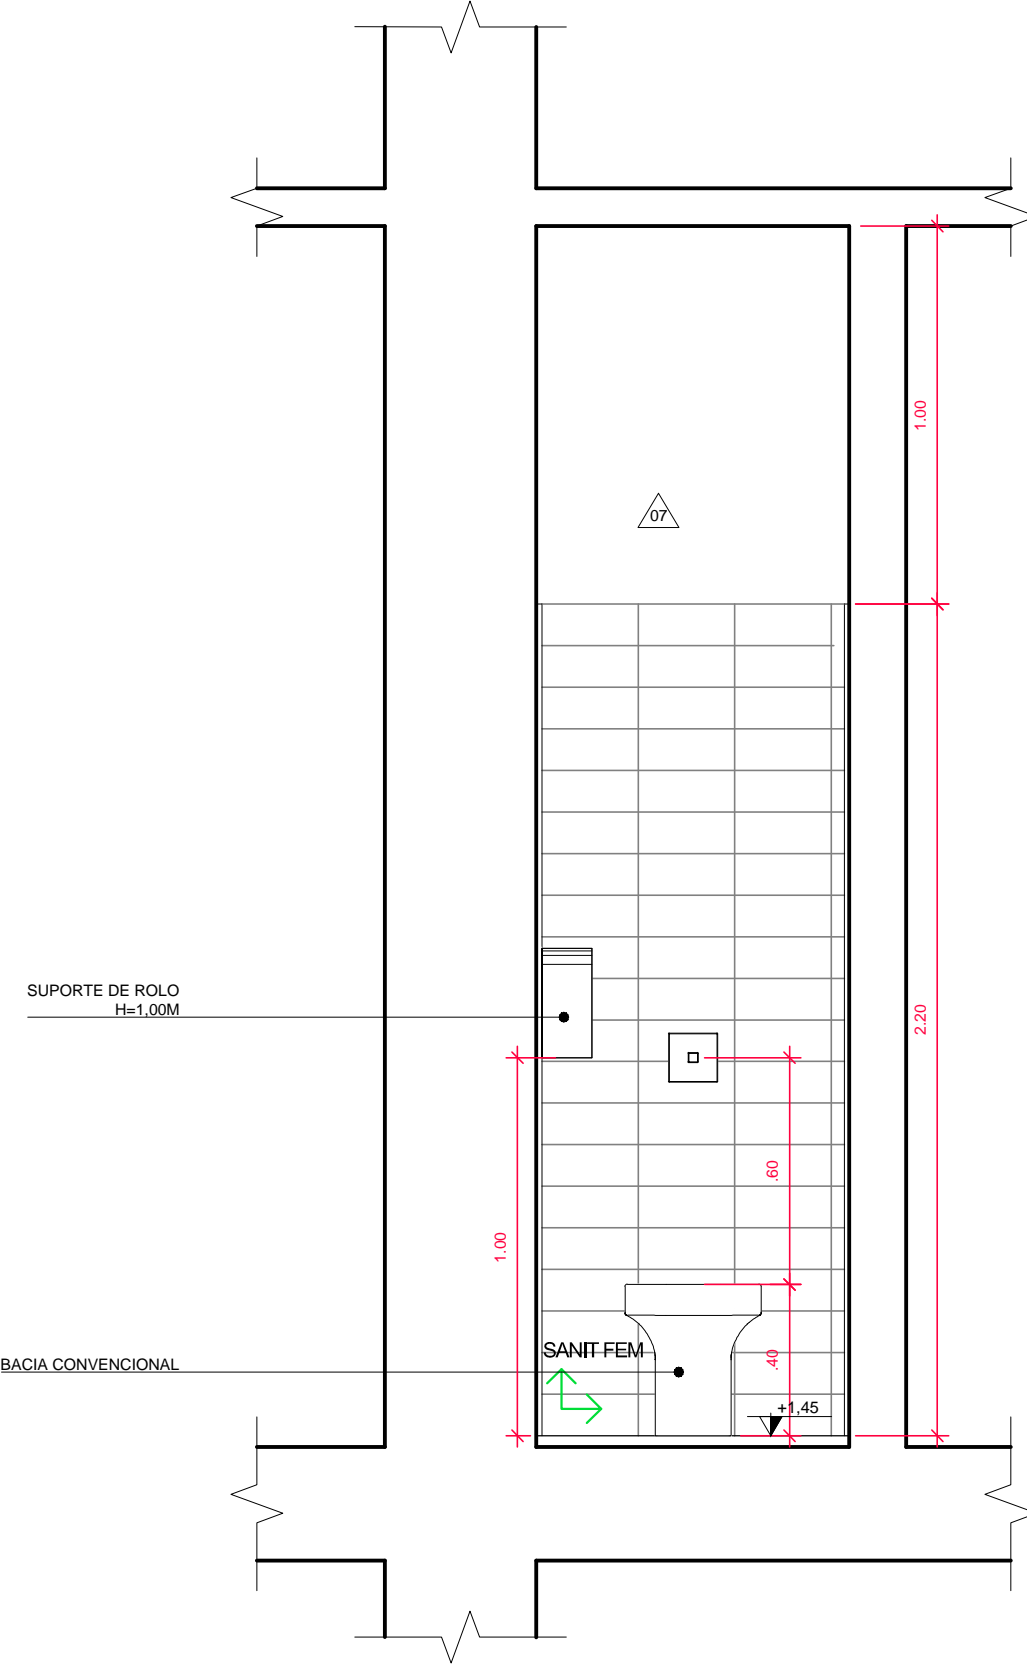 1.00
07
SUPORTE DE ROLO
H=1,00M
2.20
.60
1.00
SANIT FEM
.40
BACIA CONVENCIONAL
+1,45